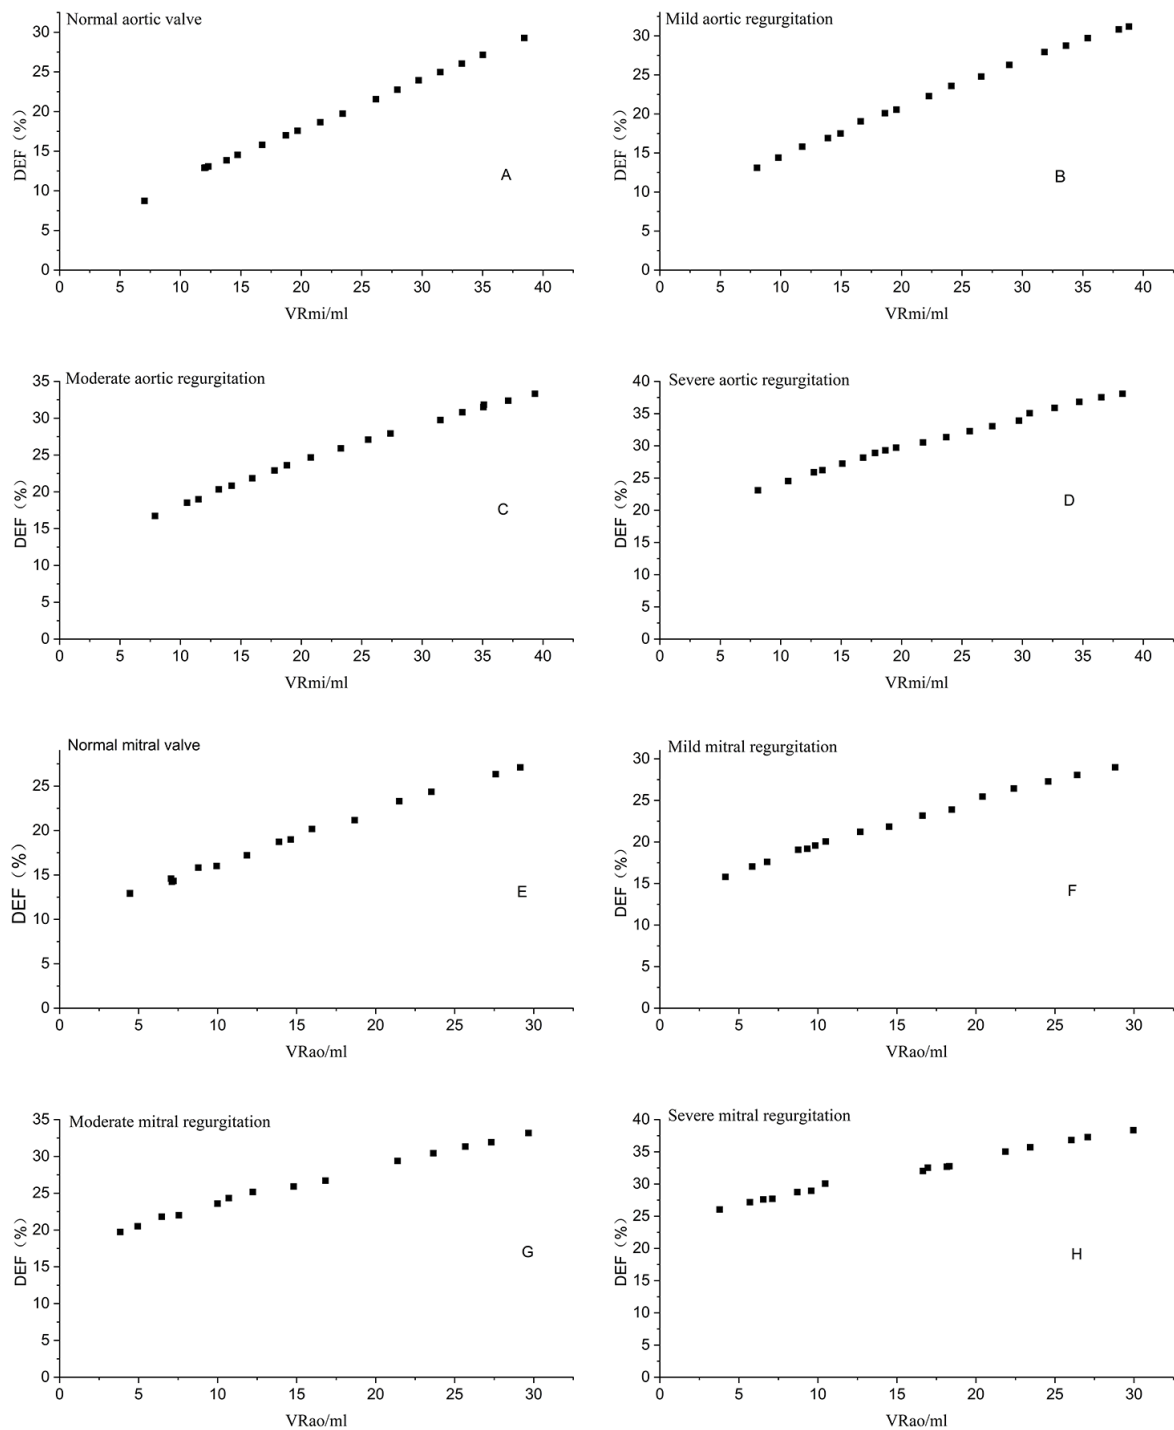 Normal aortic valve
30
25
20
15
10
5
0
DEF（%）
A
0 5 10 15 20 25 30 35 40
VRmi/ml
Mild aortic regurgitation
30
25
20
15
10
5
0
DEF（%）
B
0 5 10 15 20 25 30 35 40
VRmi/ml
Moderate aortic regurgitation
35
30
25
20
15
10
5
0
DEF（%）
C
0 5 10 15 20 25 30 35 40
VRmi/ml
Severe aortic regurgitation
40
35
30
25
20
15
10
5
0
DEF（%）
D
0 5 10 15 20 25 30 35 40
VRmi/ml
Normal mitral valve
25
20
15
10
5
0
DEF（%）
E
0 5 10 15 20 25 30
VRao/ml
Mild mitral regurgitation
30
25
20
15
10
5
0
DEF（%）
F
0 5 10 15 20 25 30
VRao/ml
Moderate mitral regurgitation
35
30
25
20
15
10
5
0
DEF（%）
G
0 5 10 15 20 25 30
VRao/ml
Severe mitral regurgitation
40
35
30
25
20
15
10
5
0
DEF（%）
H
0 5 10 15 20 25 30
VRao/ml